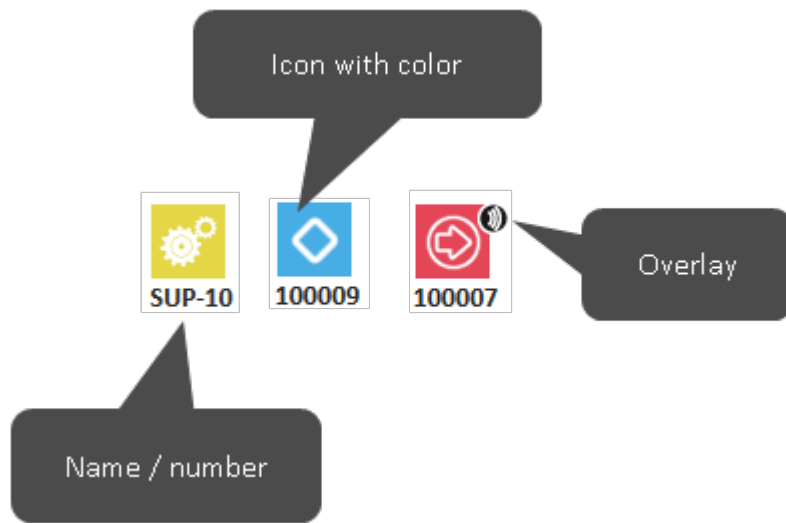 Icon with color
SUP-10
100009
100007
Overlay
Name / number